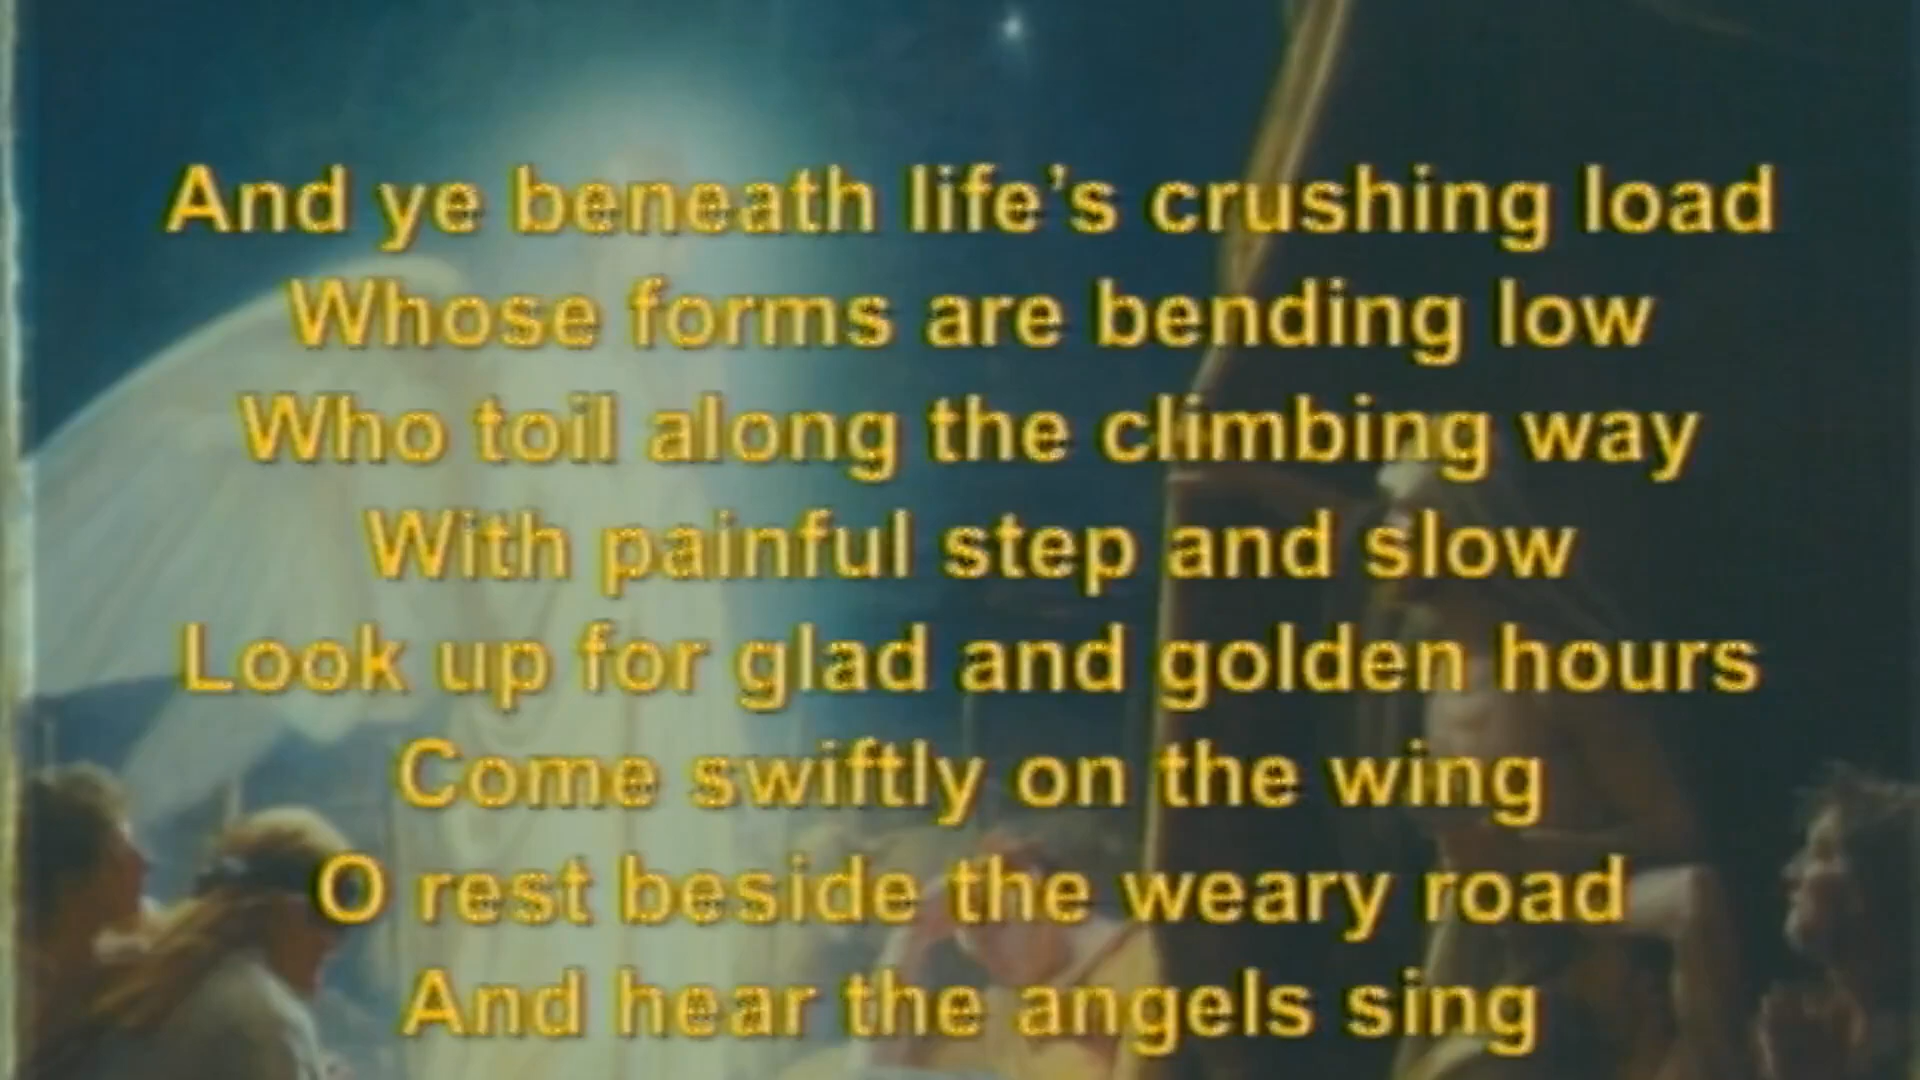 And ye beneath life's crushing load
Whose forms are bending low
Who toil along the climbing way
With painful step and slow
Look up for glad and golden hours
Come swiftly on the wing
O rest beside the weary road
And hear the angels sing